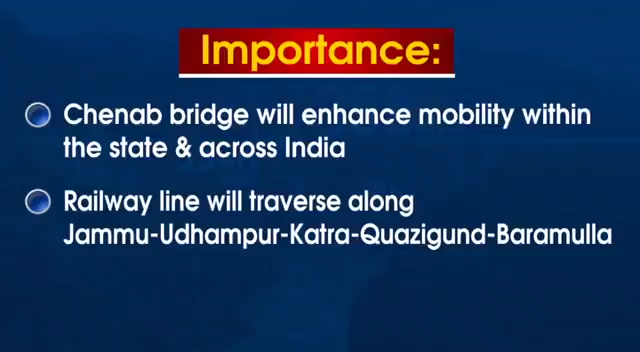 Importance:
Chenab bridge will enhance mobility within
the state & across India
Railway line will traverse along
Jammu-Udhampur-Katra-Quazigund-Baramulla